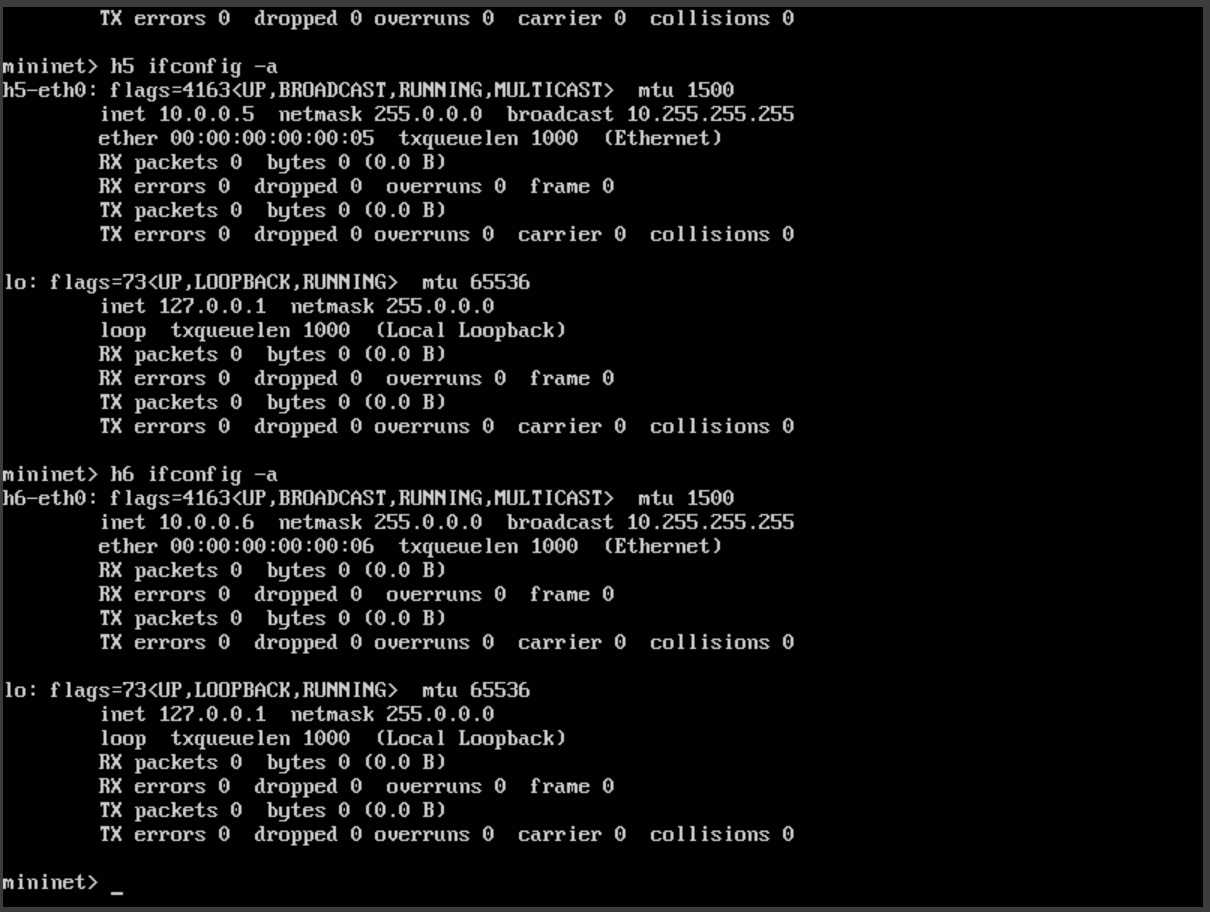 TX errors 0  dropped 0 overruns 0  carrier 0  collisions 0
mininet> h5 ifconfig -a
h5-eth0: flags=4163<UP,BROADCAST,RUNNING,MULTICAST>  mtu 1500
inet 10.0.0.5  netmask 255.0.0.0  broadcast 10.255.255.255
ether 00:00:00:00:00:05  txqueuelen 1000  (Ethernet)
RX packets 0  bytes 0 (0.0 B)
RX errors 0  dropped 0  overruns 0  frame 0
TX packets 0  bytes 0 (0.0 B)
TX errors 0  dropped 0 overruns 0  carrier 0  collisions 0
lo: flags=73<UP,LOOPBACK,RUNNING>  mtu 65536
inet 127.0.0.1  netmask 255.0.0.0
loop  txqueuelen 1000  (Local Loopback)
RX packets 0  bytes 0 (0.0 B)
RX errors 0  dropped 0  overruns 0  frame 0
TX packets 0  bytes 0 (0.0 B)
TX errors 0  dropped 0 overruns 0  carrier 0  collisions 0
mininet> h6 ifconfig -a
h6-eth0: flags=4163<UP,BROADCAST,RUNNING,MULTICAST>  mtu 1500
inet 10.0.0.6  netmask 255.0.0.0  broadcast 10.255.255.255
ether 00:00:00:00:00:06  txqueuelen 1000  (Ethernet)
RX packets 0  bytes 0 (0.0 B)
RX errors 0  dropped 0  overruns 0  frame 0
TX packets 0  bytes 0 (0.0 B)
TX errors 0  dropped 0 overruns 0  carrier 0  collisions 0
lo: flags=73<UP,LOOPBACK,RUNNING>  mtu 65536
inet 127.0.0.1  netmask 255.0.0.0
loop  txqueuelen 1000  (Local Loopback)
RX packets 0  bytes 0 (0.0 B)
RX errors 0  dropped 0  overruns 0  frame 0
TX packets 0  bytes 0 (0.0 B)
TX errors 0  dropped 0 overruns 0  carrier 0  collisions 0
mininet> _